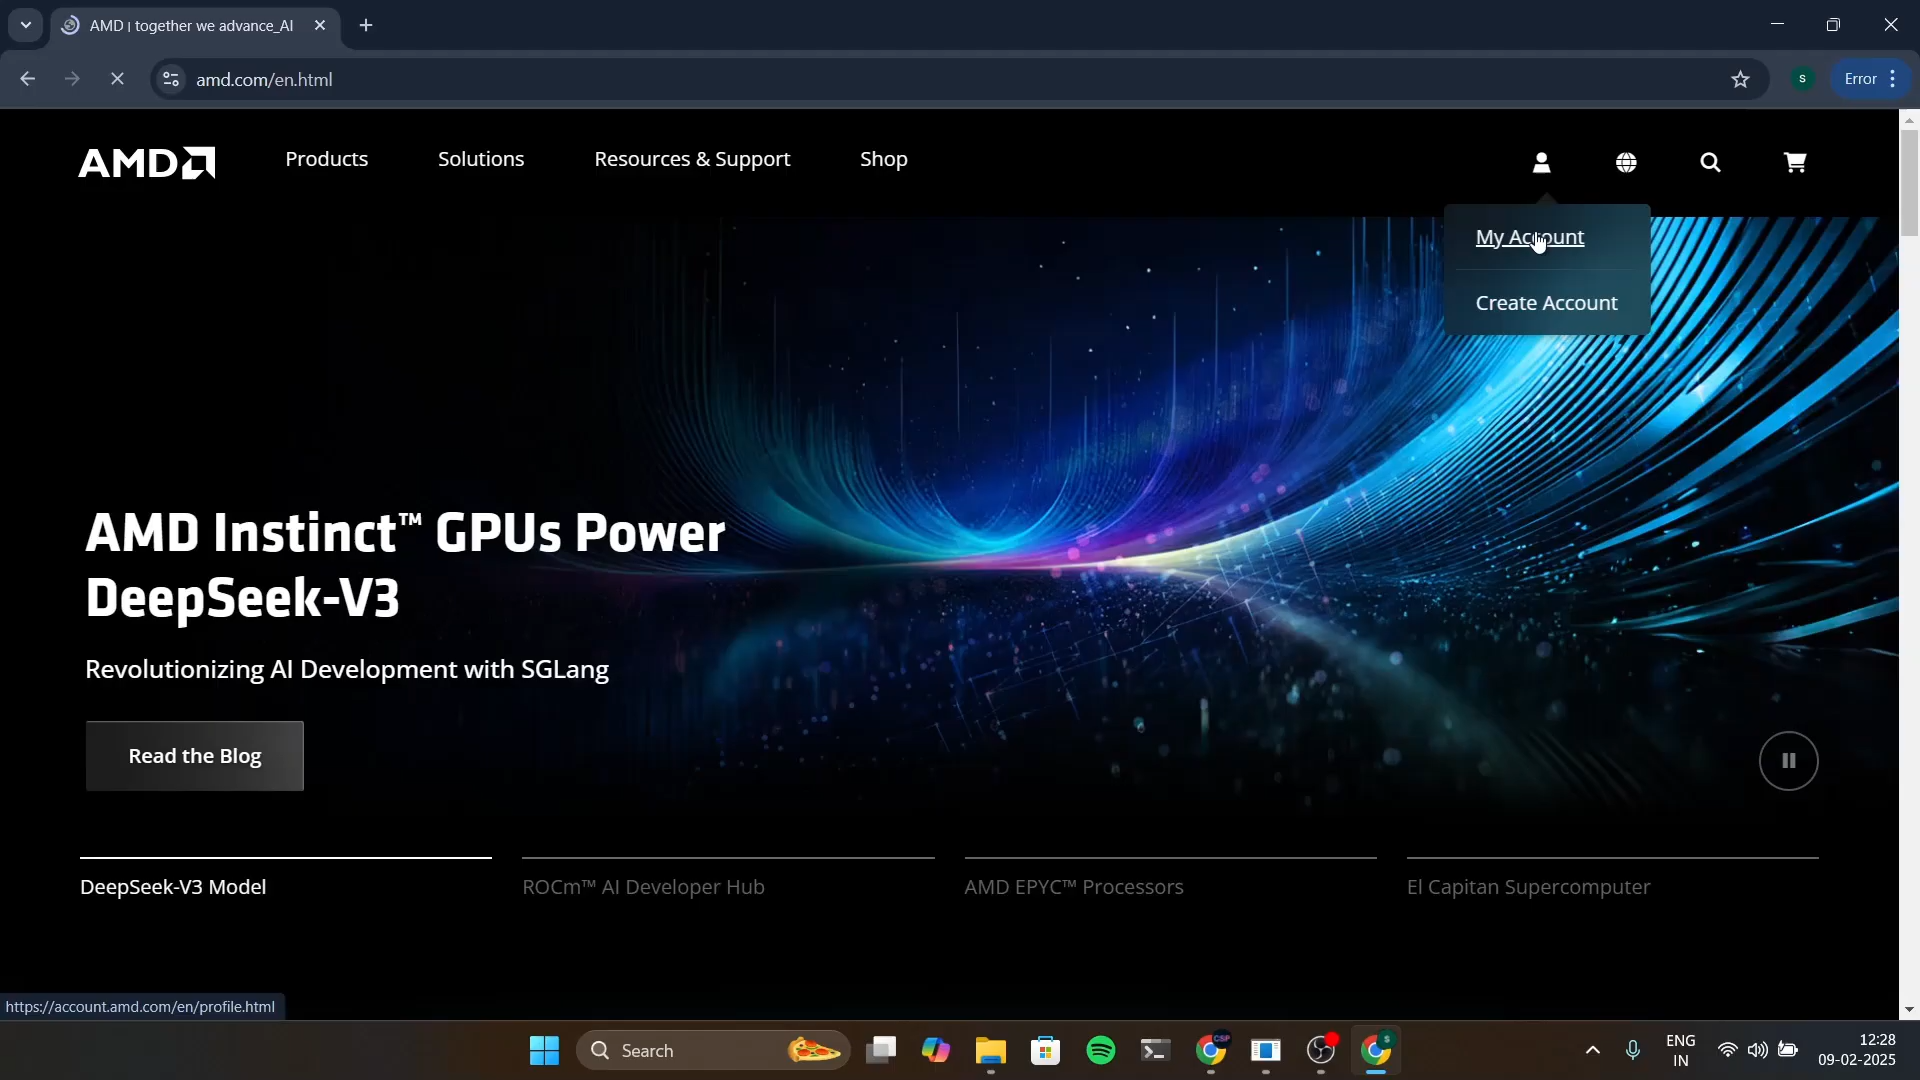 AMD | together we advance_AI
amd.com/en.html
S
Error
AMD
Products
Solutions
Resources & Support
Shop
My Account
Create Account
AMD Instinct™ GPUs Power
DeepSeek-V3
Revolutionizing AI Development with SGLang
Read the Blog
DeepSeek-V3 Model
ROCm™ AI Developer Hub
AMD EPYC™ Processors
El Capitan Supercomputer
https://account.amd.com/en/profile.html
Search
CSP
S
ENG
IN
12:28
09-02-2025